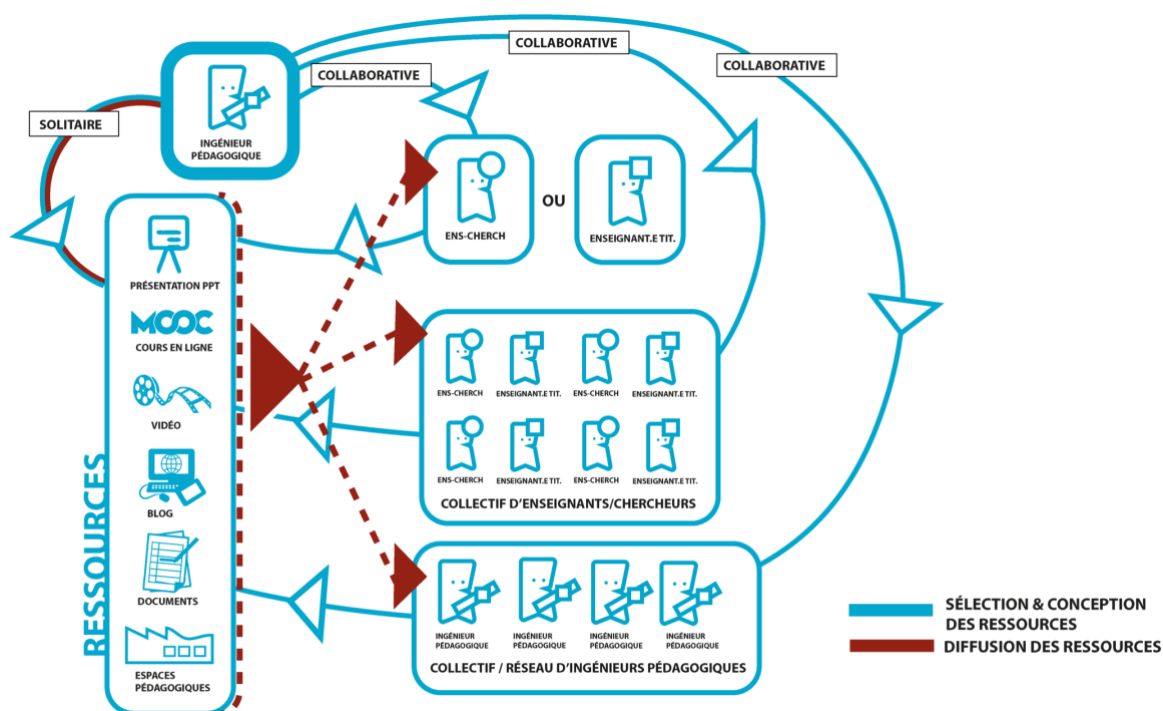 COLLABORATIVE
COLLABORATIVE
COLLABORATIVE
SOLITAIRE
INGÉNIEUR
PÉDAGOGIQUE
ENS-CHERCH
OU
ENSEIGNANT.E TIT.
RESSOURCES
PRÉSENTATION PPT
MOOC
COURS EN LIGNE
VIDÉO
BLOG
DOCUMENTS
ESPACES
PÉDAGOGIQUES
ENS-CHERCH
ENSEIGNANT.E TIT.
ENS-CHERCH
ENSEIGNANT.E TIT.
ENS-CHERCH
ENSEIGNANT.E TIT.
ENS-CHERCH
ENSEIGNANT.E TIT.
COLLECTIF D'ENSEIGNANTS/CHERCHEURS
INGÉNIEUR
PÉDAGOGIQUE
INGÉNIEUR
PÉDAGOGIQUE
INGÉNIEUR
PÉDAGOGIQUE
INGÉNIEUR
PÉDAGOGIQUE
COLLECTIF / RÉSEAU D'INGÉNIEURS PÉDAGOGIQUES
SÉLECTION & CONCEPTION
DES RESSOURCES
DIFFUSION DES RESSOURCES